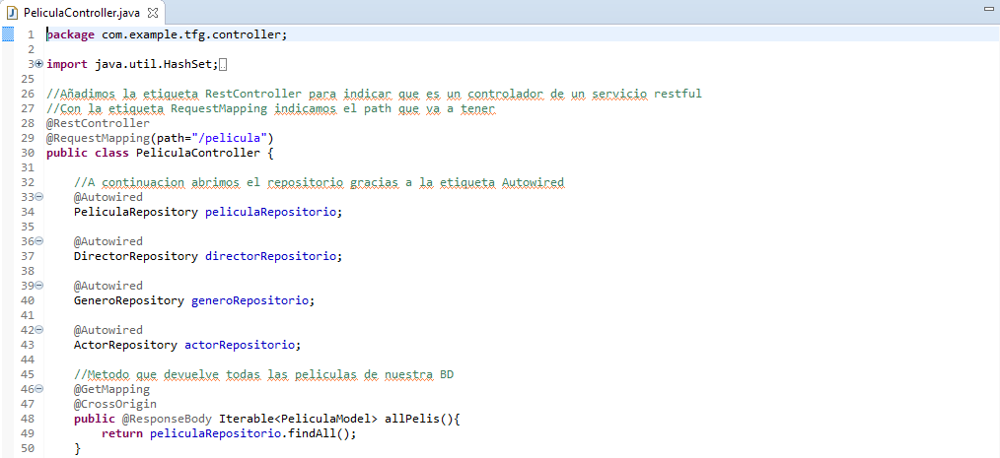 PeliculaController.java
1 package com.example.tfg.controller;
2
3 import java.util.HashSet;
25
26 //Añadimos la etiqueta RestController para indicar que es un controlador de un servicio restful
27 //Con la etiqueta RequestMapping indicamos el path que va a tener
28 @RestController
29 @RequestMapping(path="/pelicula")
30 public class PeliculaController {
31
32 //A continuacion abrimos el repositorio gracias a la etiqueta Autowired
33 @Autowired
34 PeliculaRepository peliculaRepositorio;
35
36 @Autowired
37 DirectorRepository directorRepositorio;
38
39 @Autowired
40 GeneroRepository generoRepositorio;
41
42 @Autowired
43 ActorRepository actorRepositorio;
44
45 //Metodo que devuelve todas las peliculas de nuestra BD
46 @GetMapping
47 @CrossOrigin
48 public @ResponseBody Iterable<PeliculaModel> allPelis(){
49 return peliculaRepositorio.findAll();
50 }